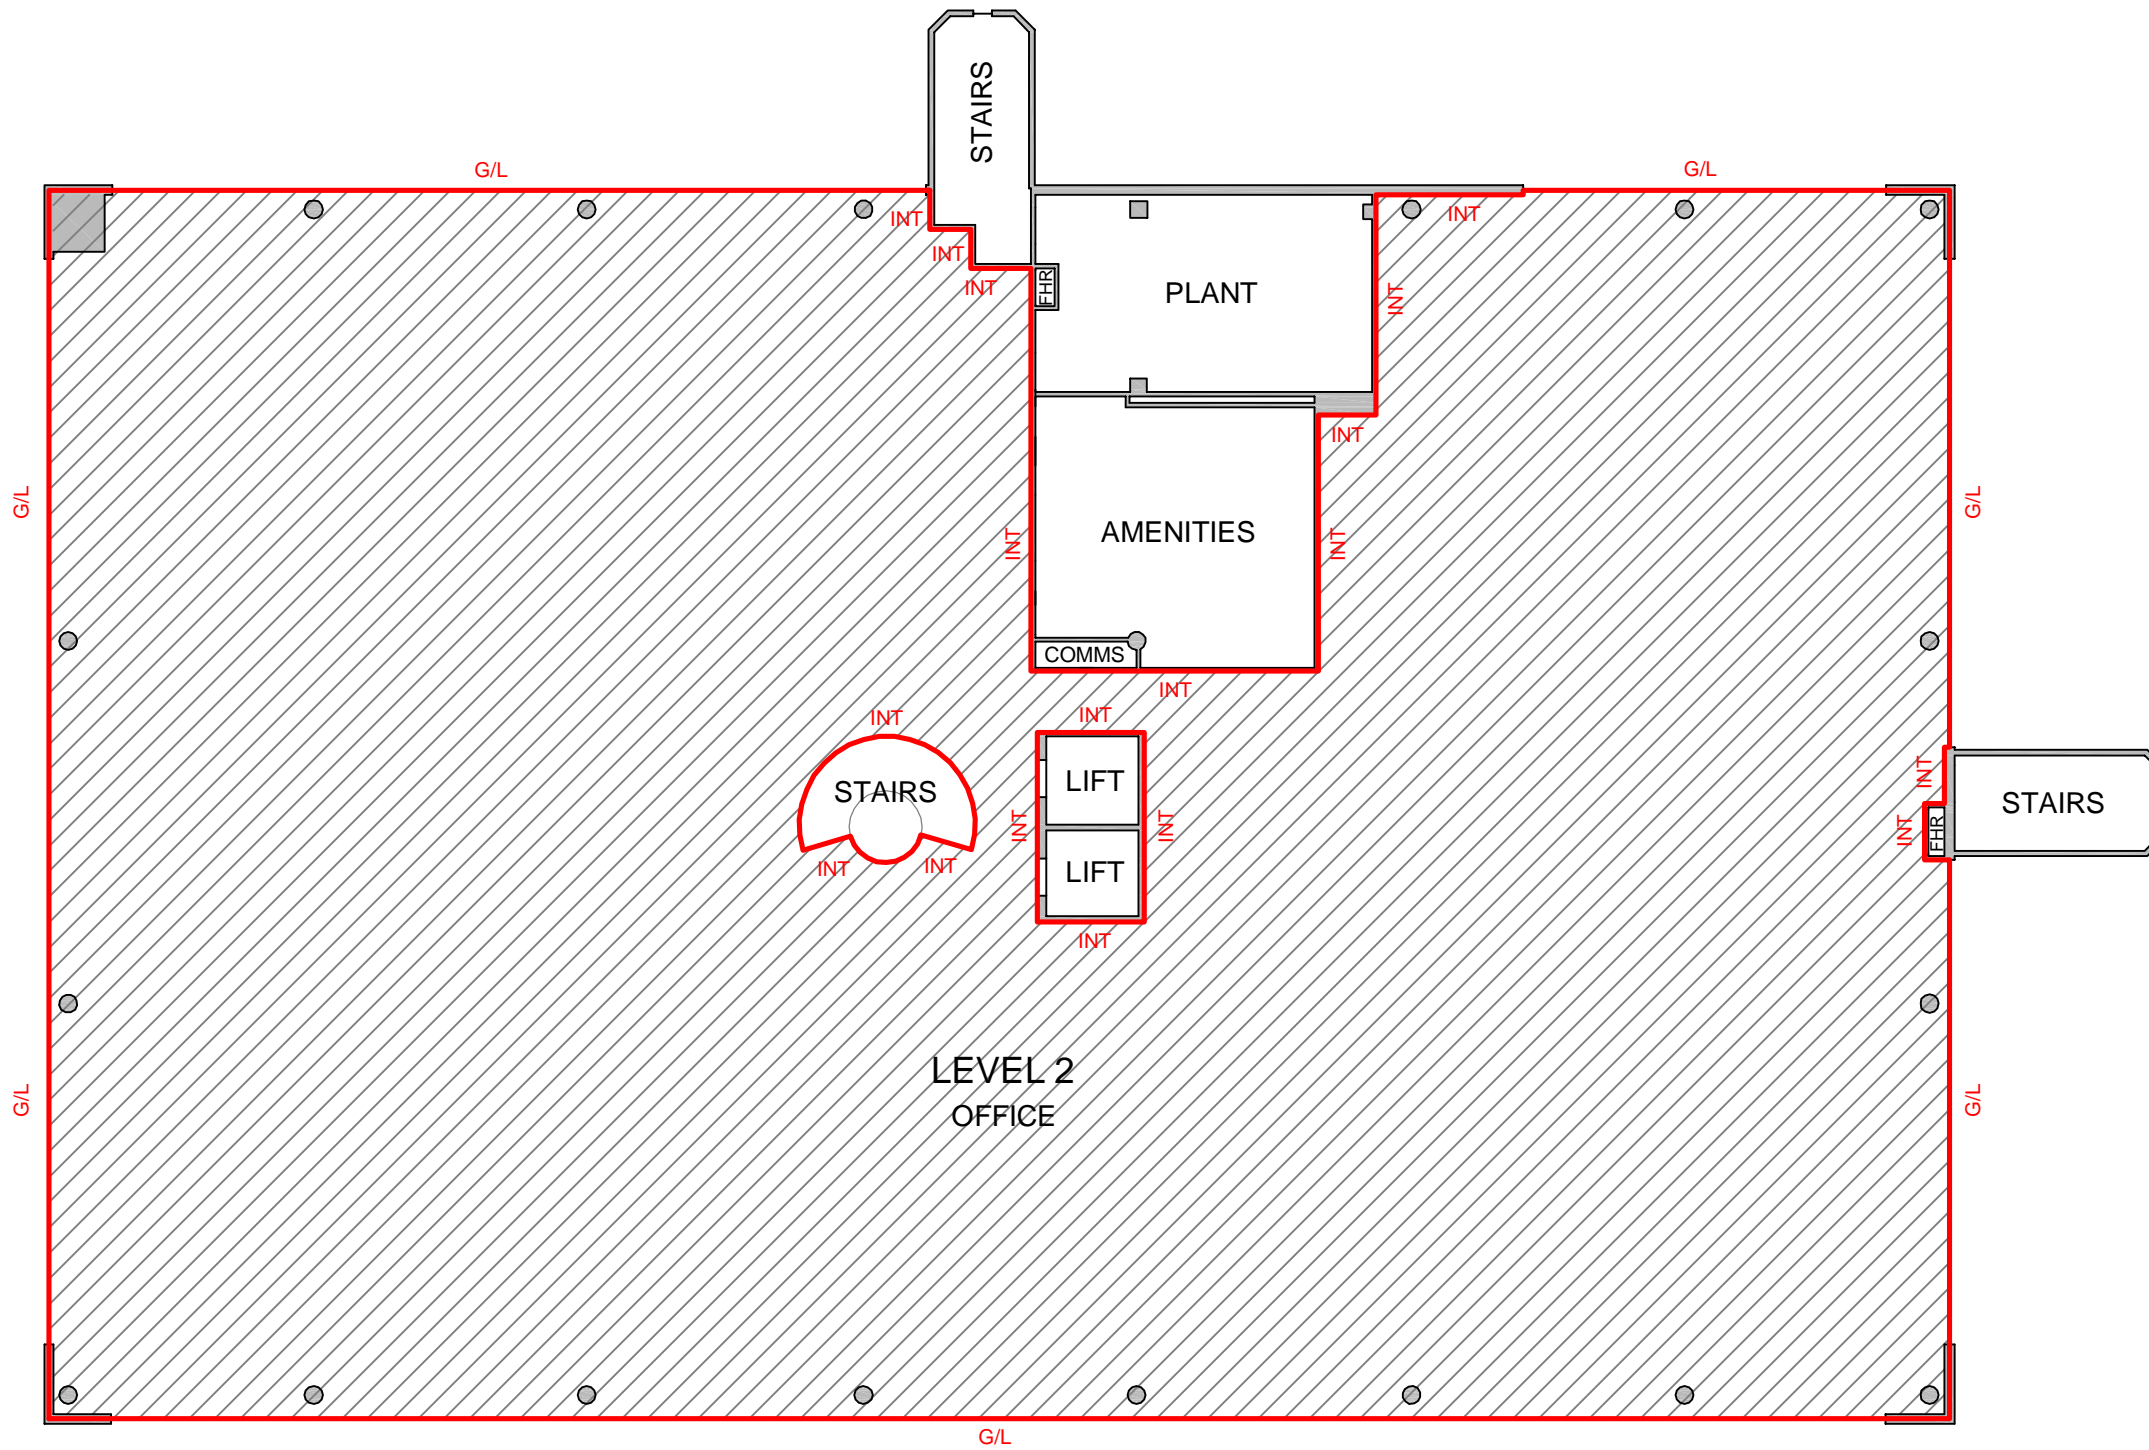 STAIRS
G/L
G/L
INT
INT
INT
INT
FHR
PLANT
INT
INT
G/L
G/L
AMENITIES
INT
INT
COMMS
INT
INT
INT
STAIRS
LIFT
INT
INT
INT
INT
LIFT
INT
INT
INT
FHR
STAIRS
INT
LEVEL 2
OFFICE
G/L
G/L
G/L